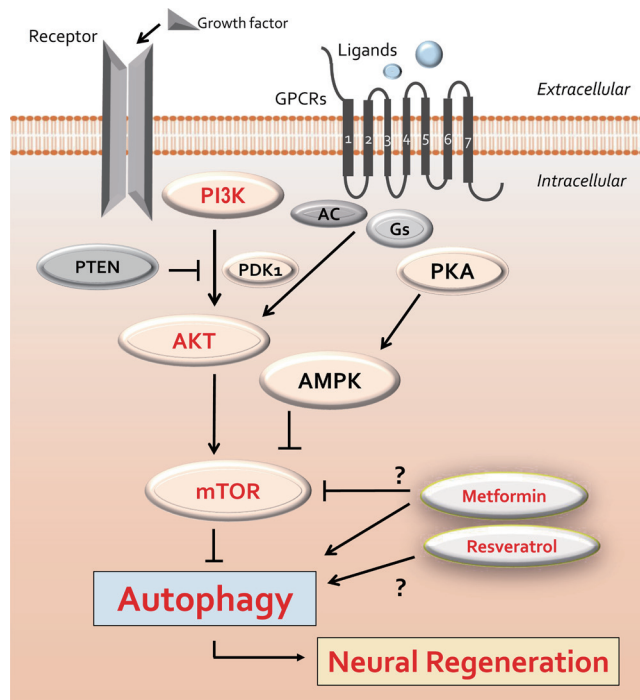 Growth factor
Receptor
Ligands
GPCRs
Extracellular
1 2 3 4 5 6 7
Intracellular
PI3K
AC
Gs
PTEN
PDK1
PKA
AKT
AMPK
mTOR
?
Metformin
Resveratrol
?
Autophagy
Neural Regeneration